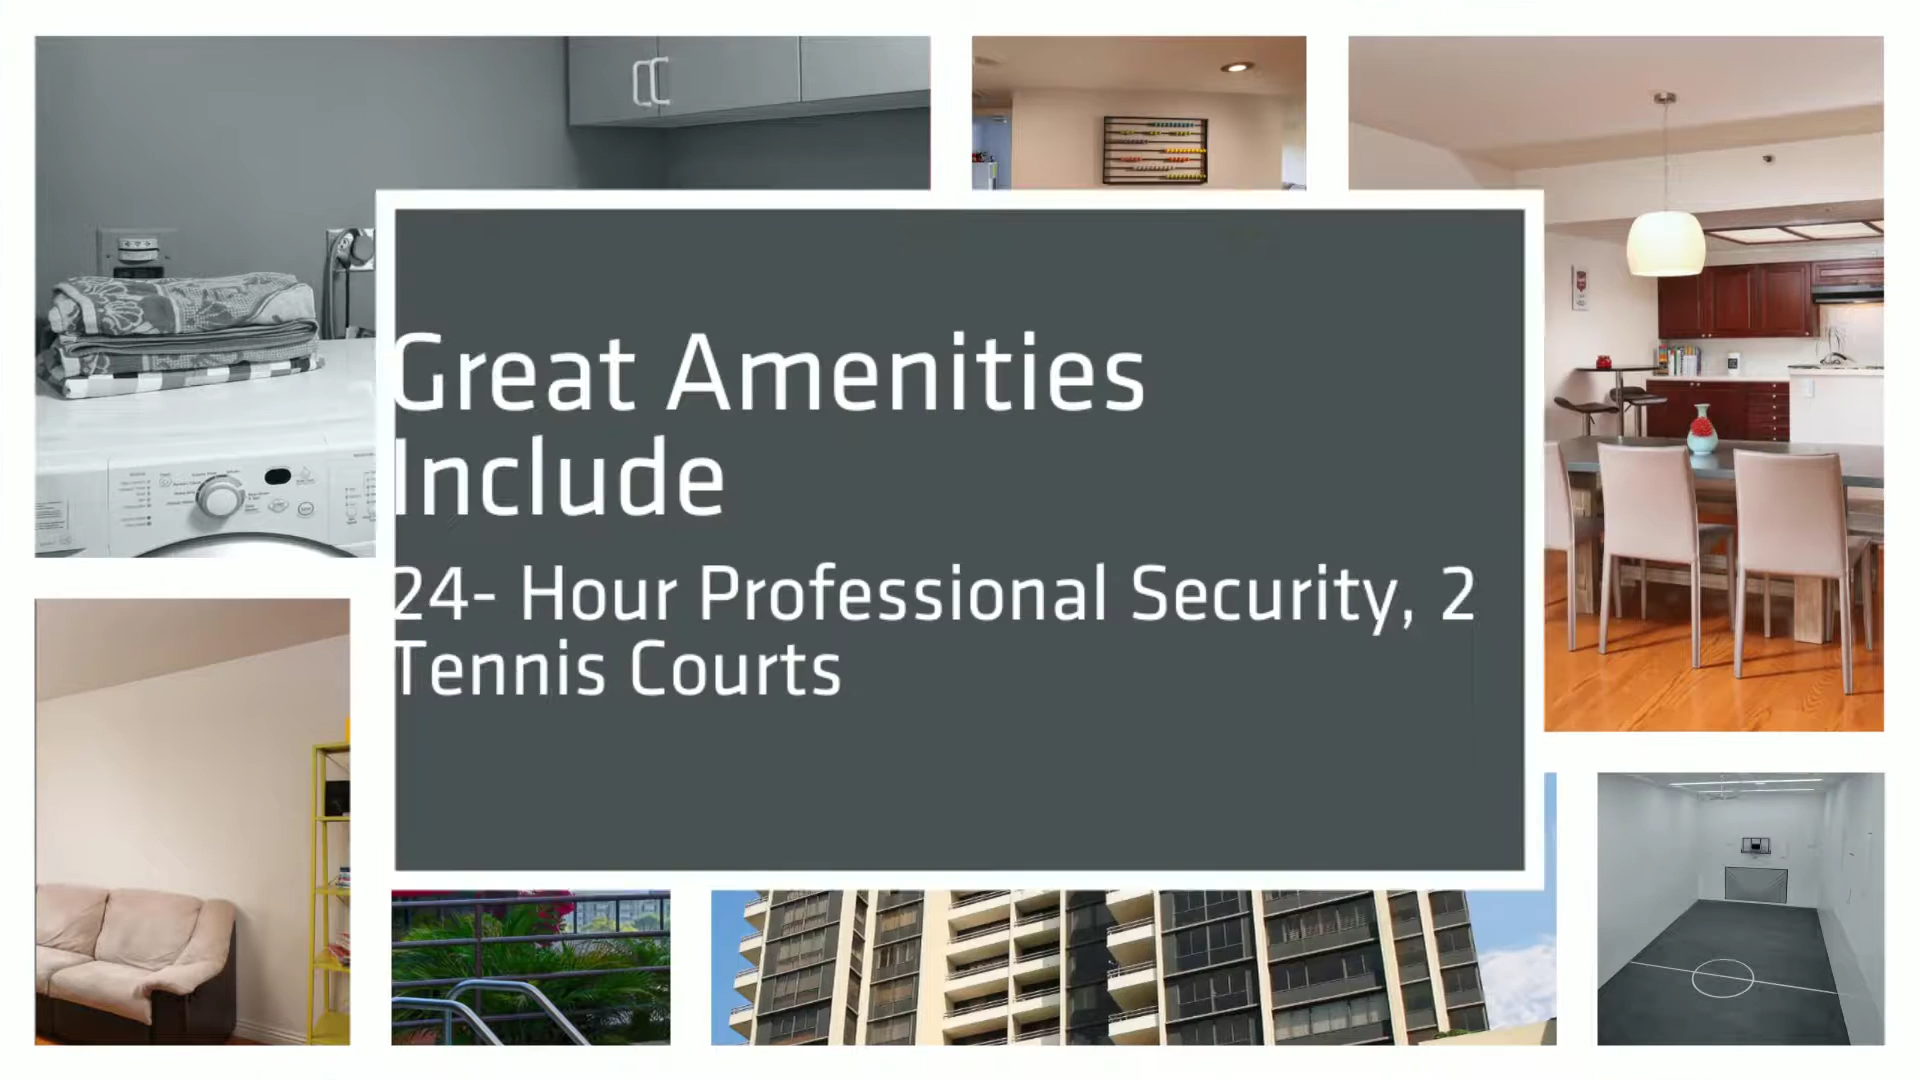 Great Amenities
Include
24- Hour Professional Security, 2
Tennis Courts